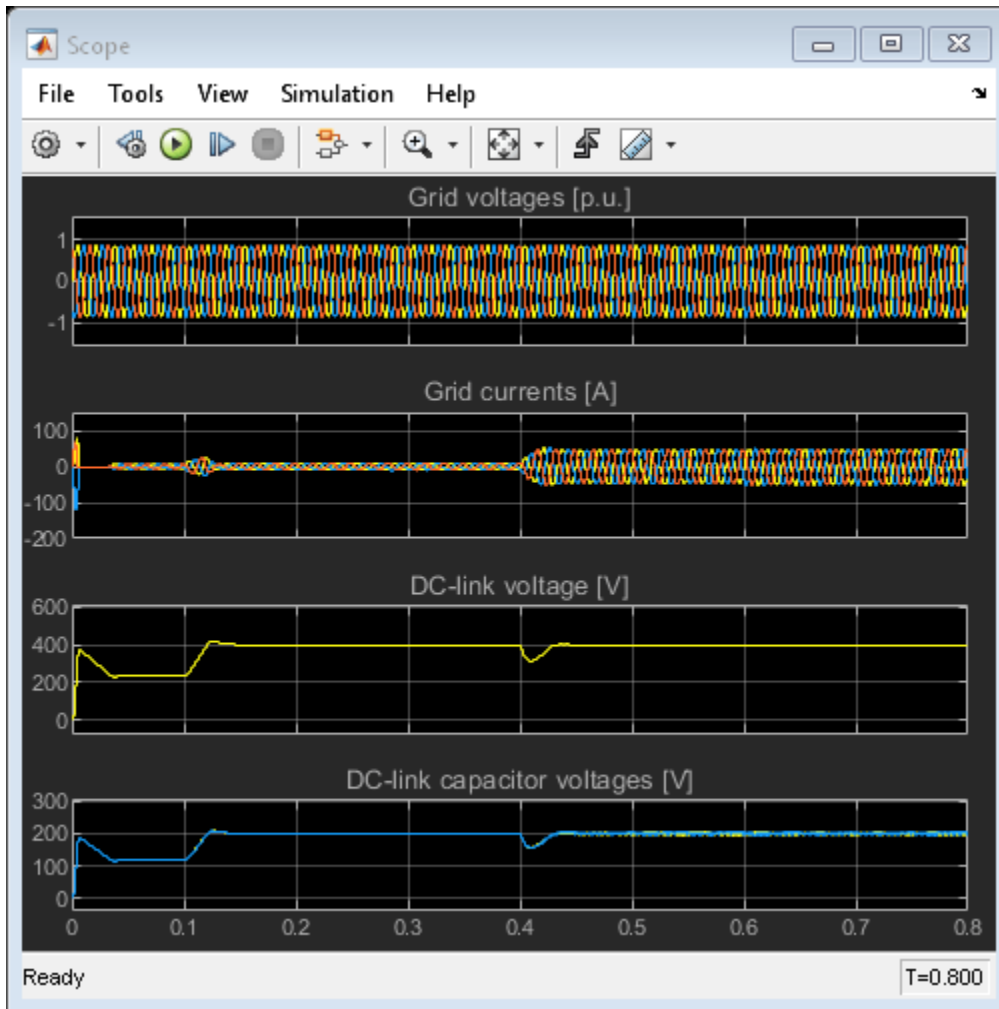 Scope
File Tools View Simulation Help
Grid voltages [p.u.]
1
0
-1
Grid currents [A]
100
0
-100
-200
DC-link voltage [V]
600
400
200
0
DC-link capacitor voltages [V]
300
200
100
0
0 0.1 0.2 0.3 0.4 0.5 0.6 0.7 0.8
Ready T=0.800